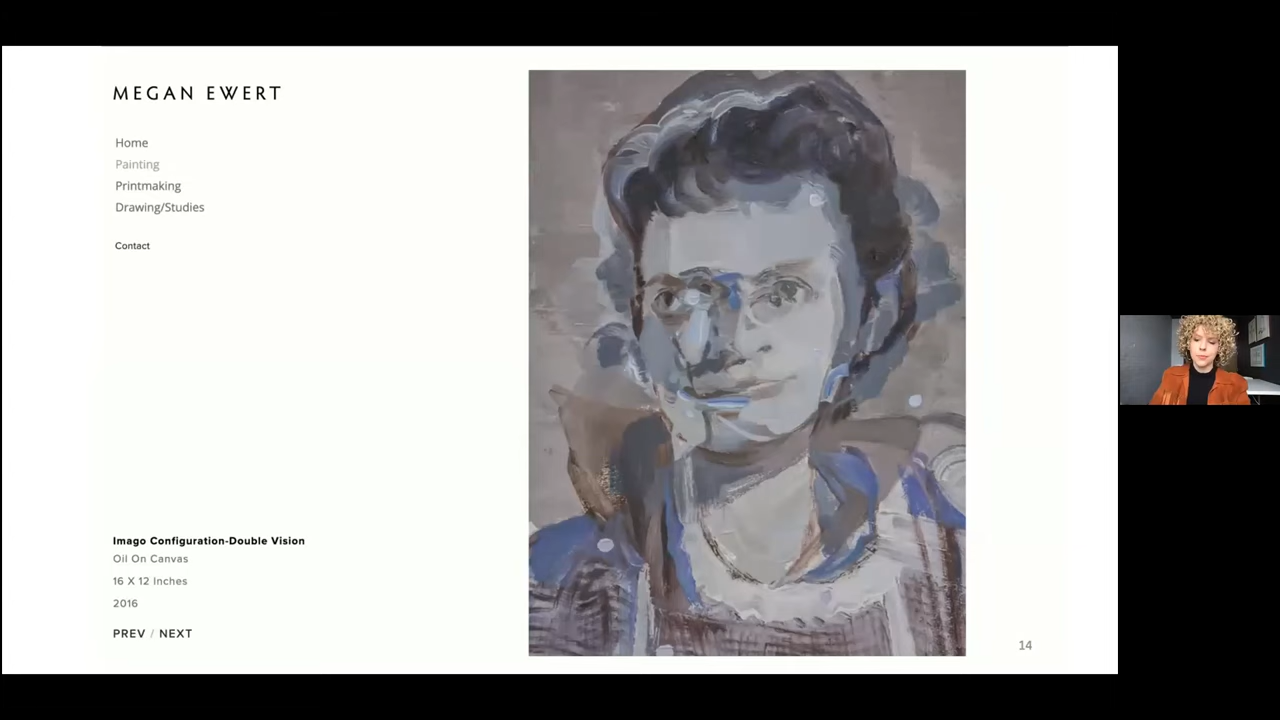 MEGAN EWERT
Home
Painting
Printmaking
Drawing/Studies
Contact
Imago Configuration-Double Vision
Oil On Canvas
16 X 12 Inches
2016
PREV / NEXT
14